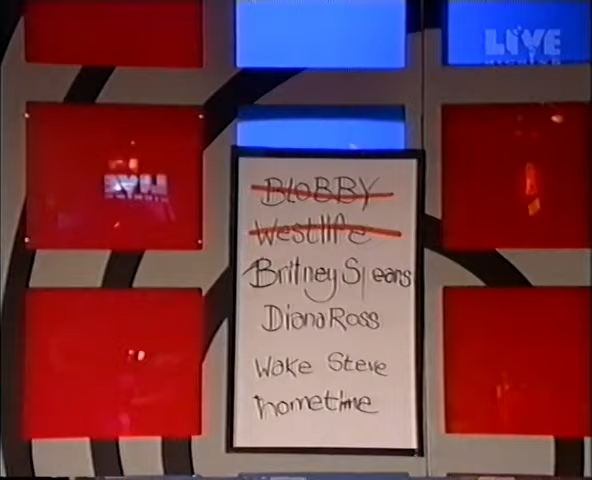 LIVE
BLOBBY
Westlife
Britney Spears
Diana Ross
Wake Steve
hometime